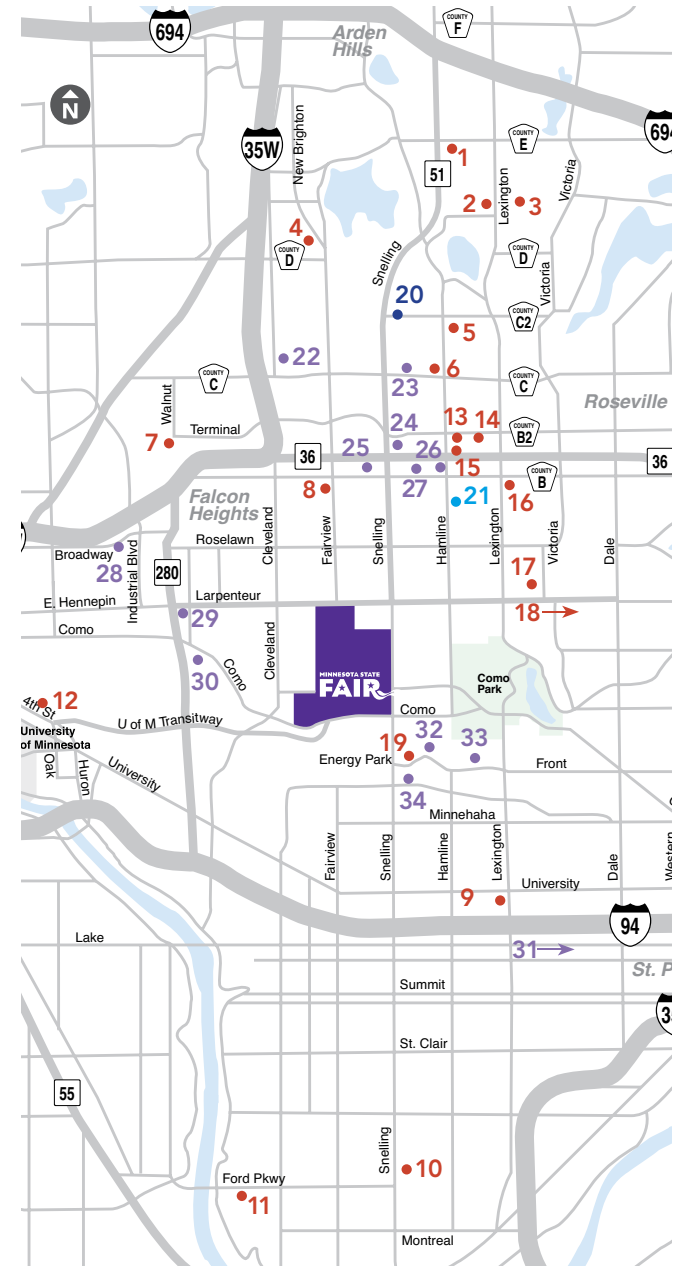 694
Arden
Hills
COUNTY
F
N
35W
New Brighton
COUNTY
E
694
1
51
2
Lexington
3
Victoria
4
COUNTY
D
Snelling
COUNTY
D
Victoria
20
COUNTY
C2
5
22
COUNTY
C
23
6
COUNTY
C
Walnut
Roseville
Terminal
7
24
13
14
COUNTY
B2
36
25
26
15
36
27
COUNTY
B
8
21
16
Falcon
Heights
Cleveland
Fairview
Snelling
Hamline
Lexington
Victoria
Dale
Roselawn
Broadway
28
Industrial Blvd
280
17
E. Hennepin
Larpenteur
18
29
Como
Cleveland
30
Como
MINNESOTA STATE
FAIR
Como
Park
12
4th St
Como
U of M Transitway
University
of Minnesota
19
32
33
Energy Park
Front
Oak
Huron
University
34
Minnehaha
Fairview
Snelling
Hamline
Lexington
Dale
Western
9
University
94
Lake
31
St. P
Summit
35
St. Clair
55
Snelling
10
Ford Pkwy
11
Montreal